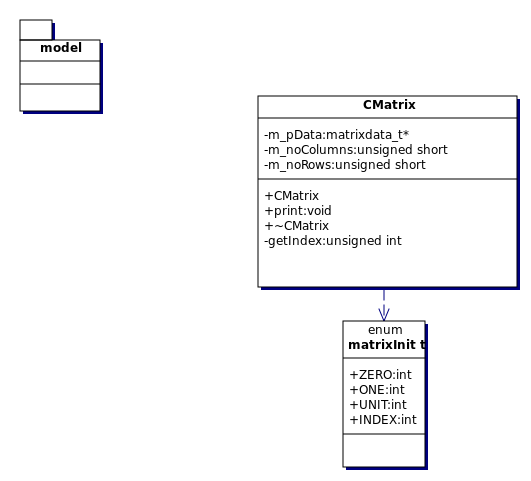 model
CMatrix
-m_pData:matrixdata_t*
-m_noColumns:unsigned short
-m_noRows:unsigned short
+CMatrix
+print:void
+~CMatrix
-getIndex:unsigned int
enum
matrixInit t
+ZERO:int
+ONE:int
+UNIT:int
+INDEX:int